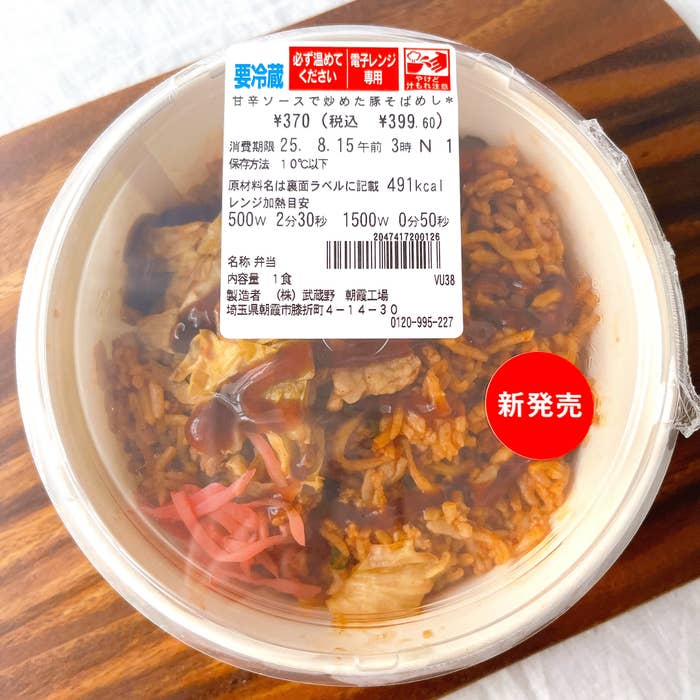 要冷蔵
必ず温めて
ください
電子レンジ
専用
やけど
汁もれ注意
甘辛ソースで炒めた豚そばめし*
¥370 (税込 ¥399.60)
消費期限 25. 8.15午前 3時 N 1
保存方法 10℃以下
原材料名は裏面ラベルに記載 491kcal
レンジ加熱目安
500W 2分30秒 1500W 0分50秒
2047417200126
名称 弁当
内容量 1食 VU38
製造者 (株)武蔵野 朝霞工場
埼玉県朝霞市膝折町4-14-30
0120-995-227
新発売